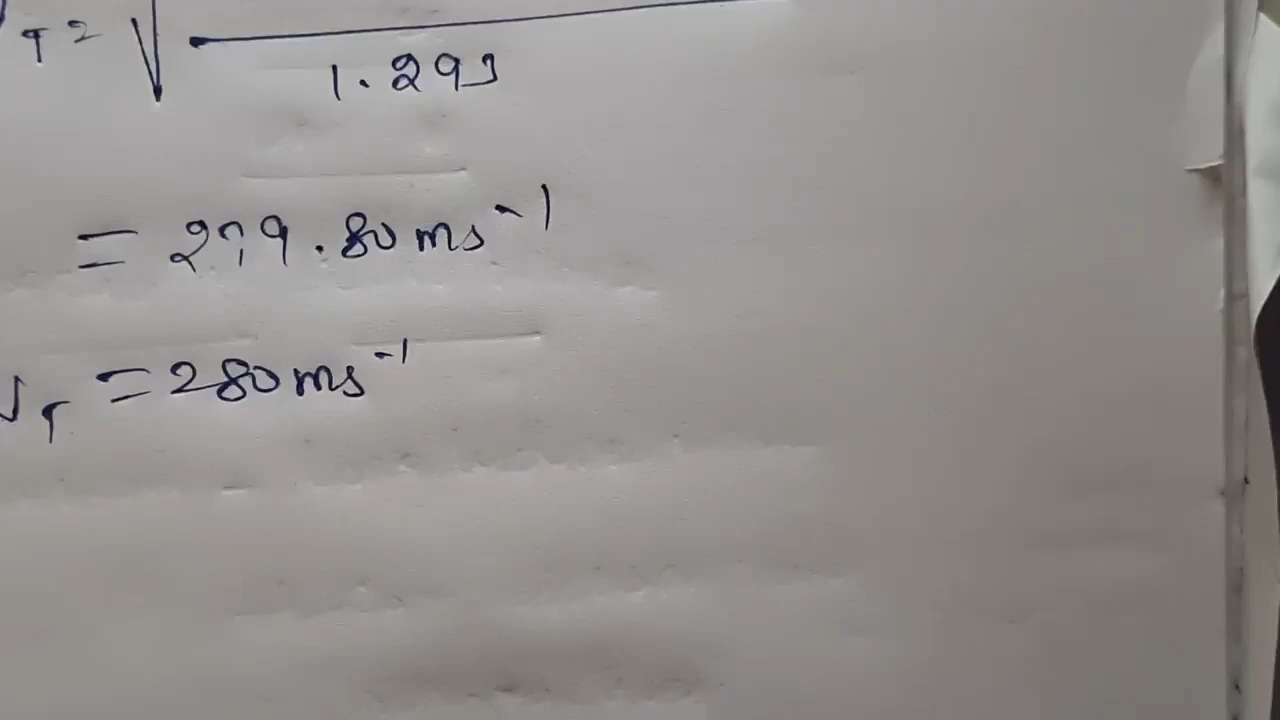 T = √
1.293
= 279.80 ms⁻¹
T = 280 ms⁻¹